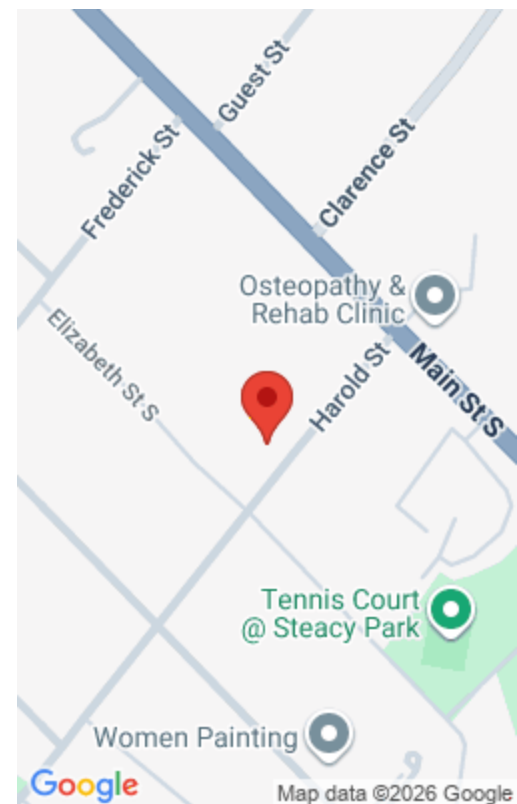 Guest St
Frederick St
Clarence St
Osteopathy &
Rehab Clinic
Elizabeth St S
Harold St
Main St S
Tennis Court
@ Steacy Park
Women Painting
Google
Map data ©2026 Google